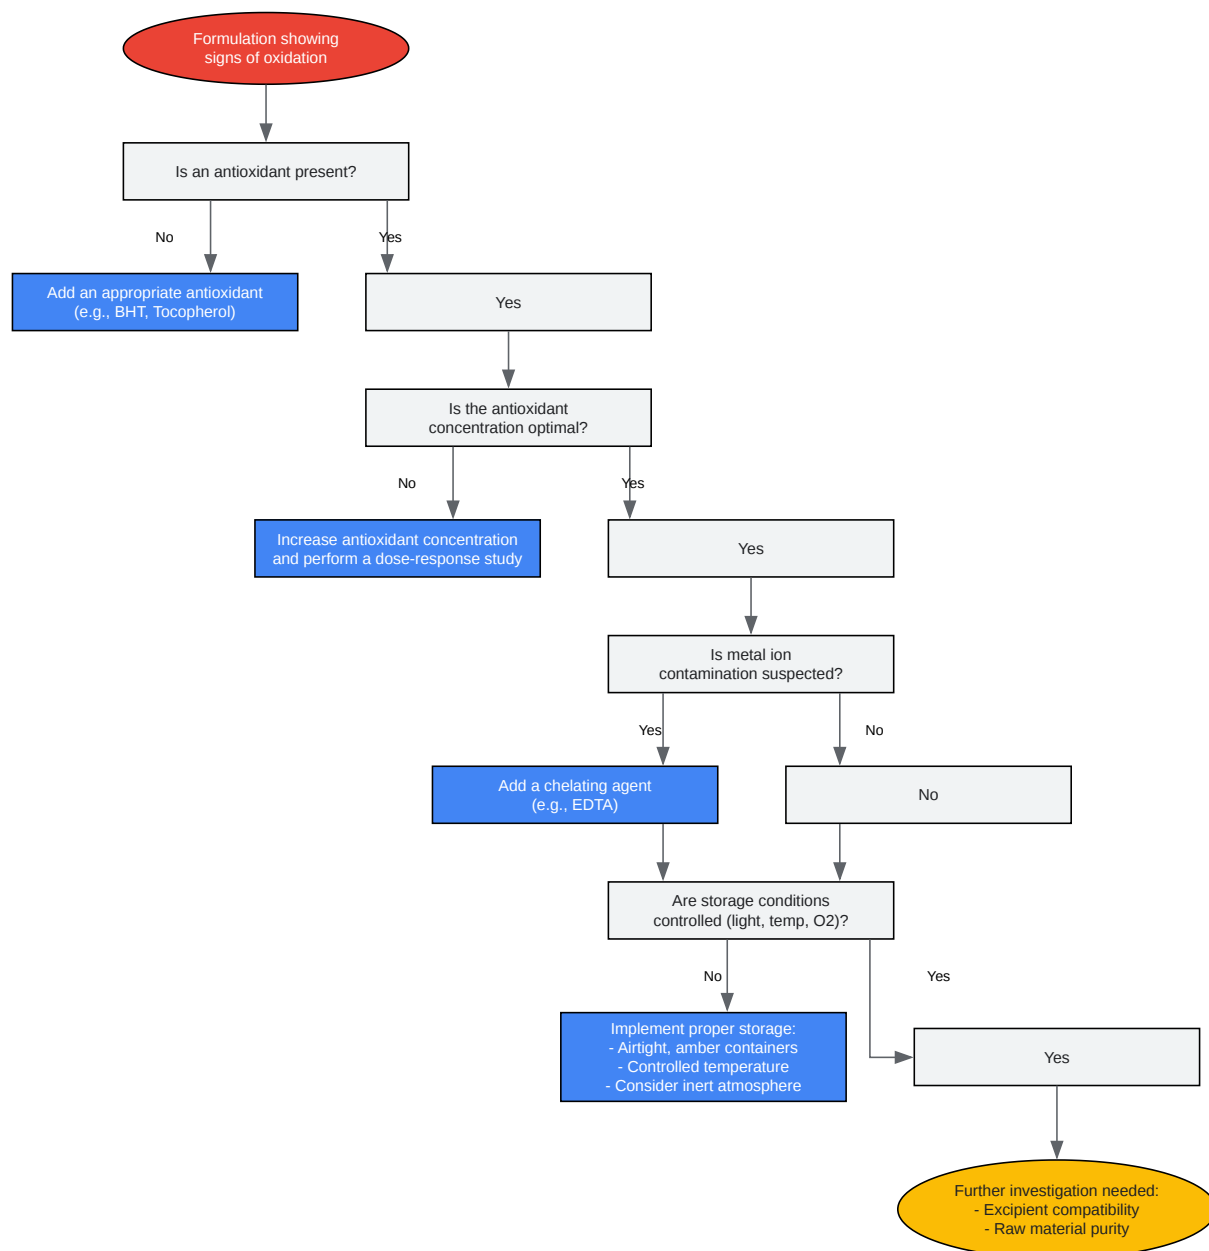 Formulation showing
signs of oxidation
Is an antioxidant present?
No
Yes
Add an appropriate antioxidant
(e.g., BHT, Tocopherol)
Yes
Is the antioxidant
concentration optimal?
No
Yes
Increase antioxidant concentration
and perform a dose-response study
Yes
Is metal ion
contamination suspected?
Yes
No
Add a chelating agent
(e.g., EDTA)
No
Are storage conditions
controlled (light, temp, O2)?
No
Yes
Implement proper storage:
- Airtight, amber containers
- Controlled temperature
- Consider inert atmosphere
Yes
Further investigation needed:
- Excipient compatibility
- Raw material purity